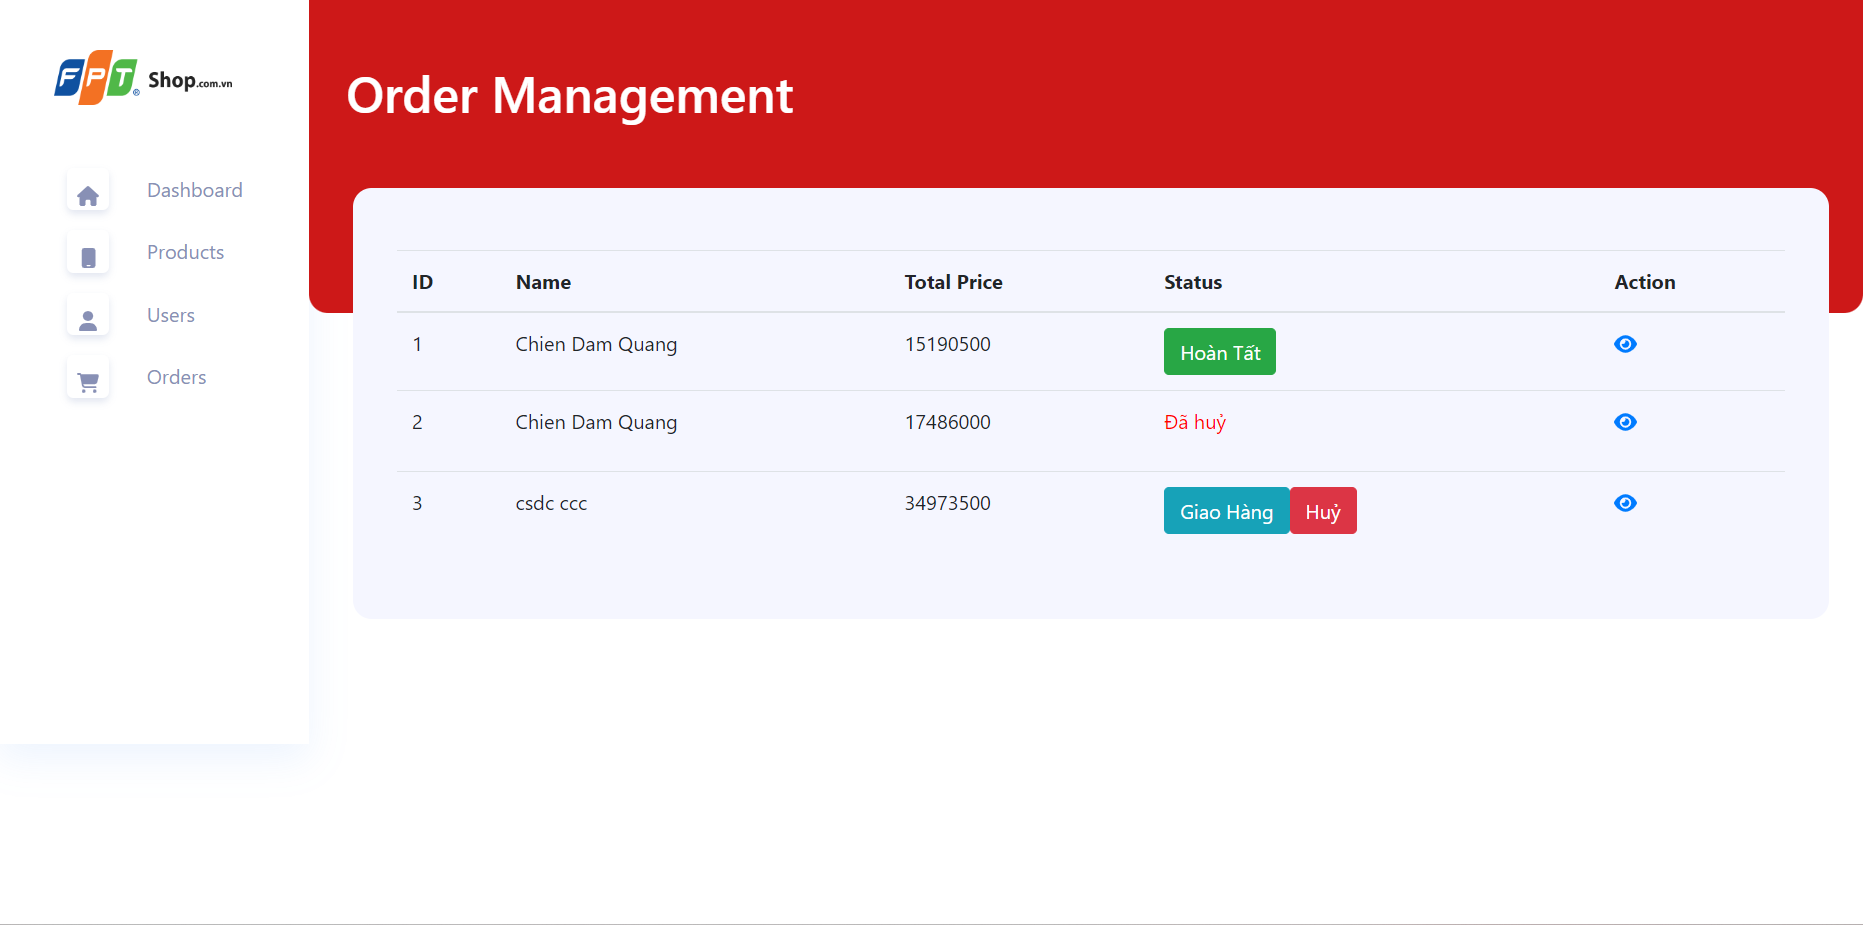 FPT® Shop.com.vn
Dashboard
Products
Users
Orders
Order Management
ID Name Total Price Status Action
1 Chien Dam Quang 15190500 Hoàn Tất
2 Chien Dam Quang 17486000 Đã huỷ
3 csdc ccc 34973500 Giao Hàng Huỷ